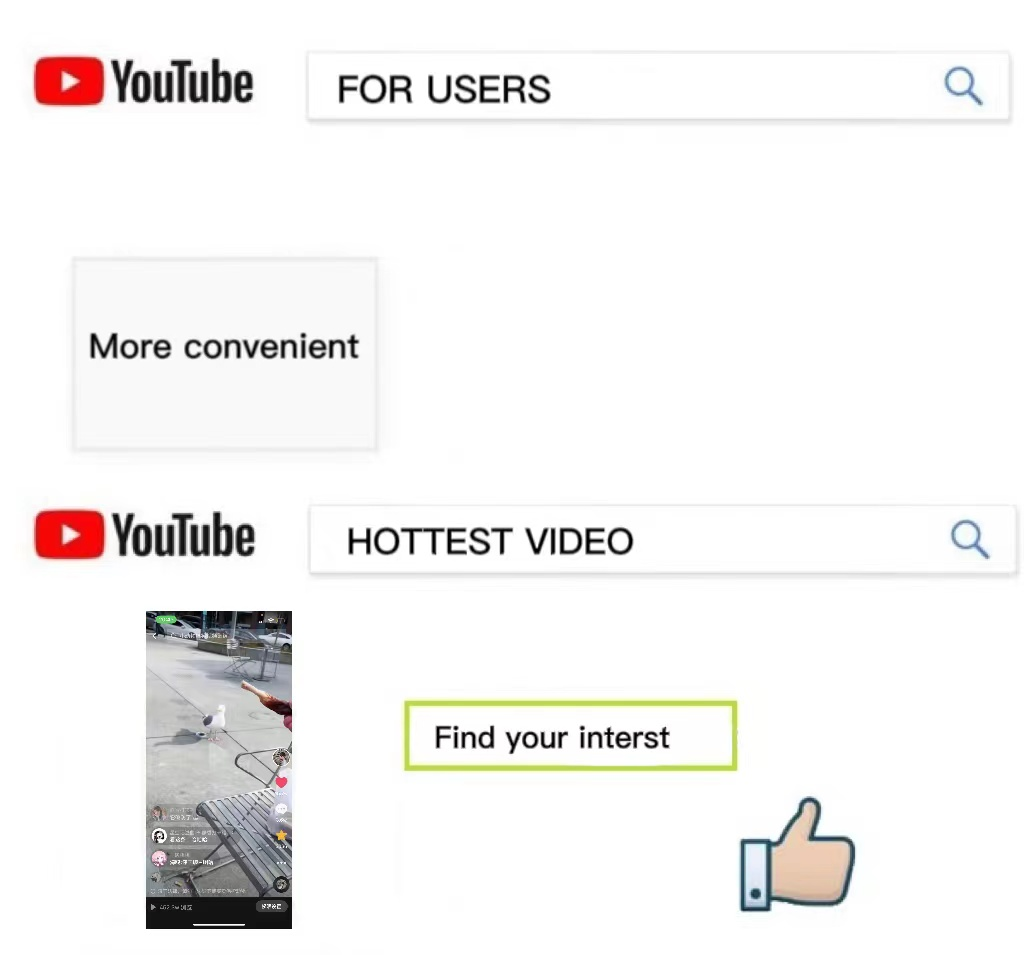 YouTube
FOR USERS
More convenient
YouTube
HOTTEST VIDEO
Find your interst